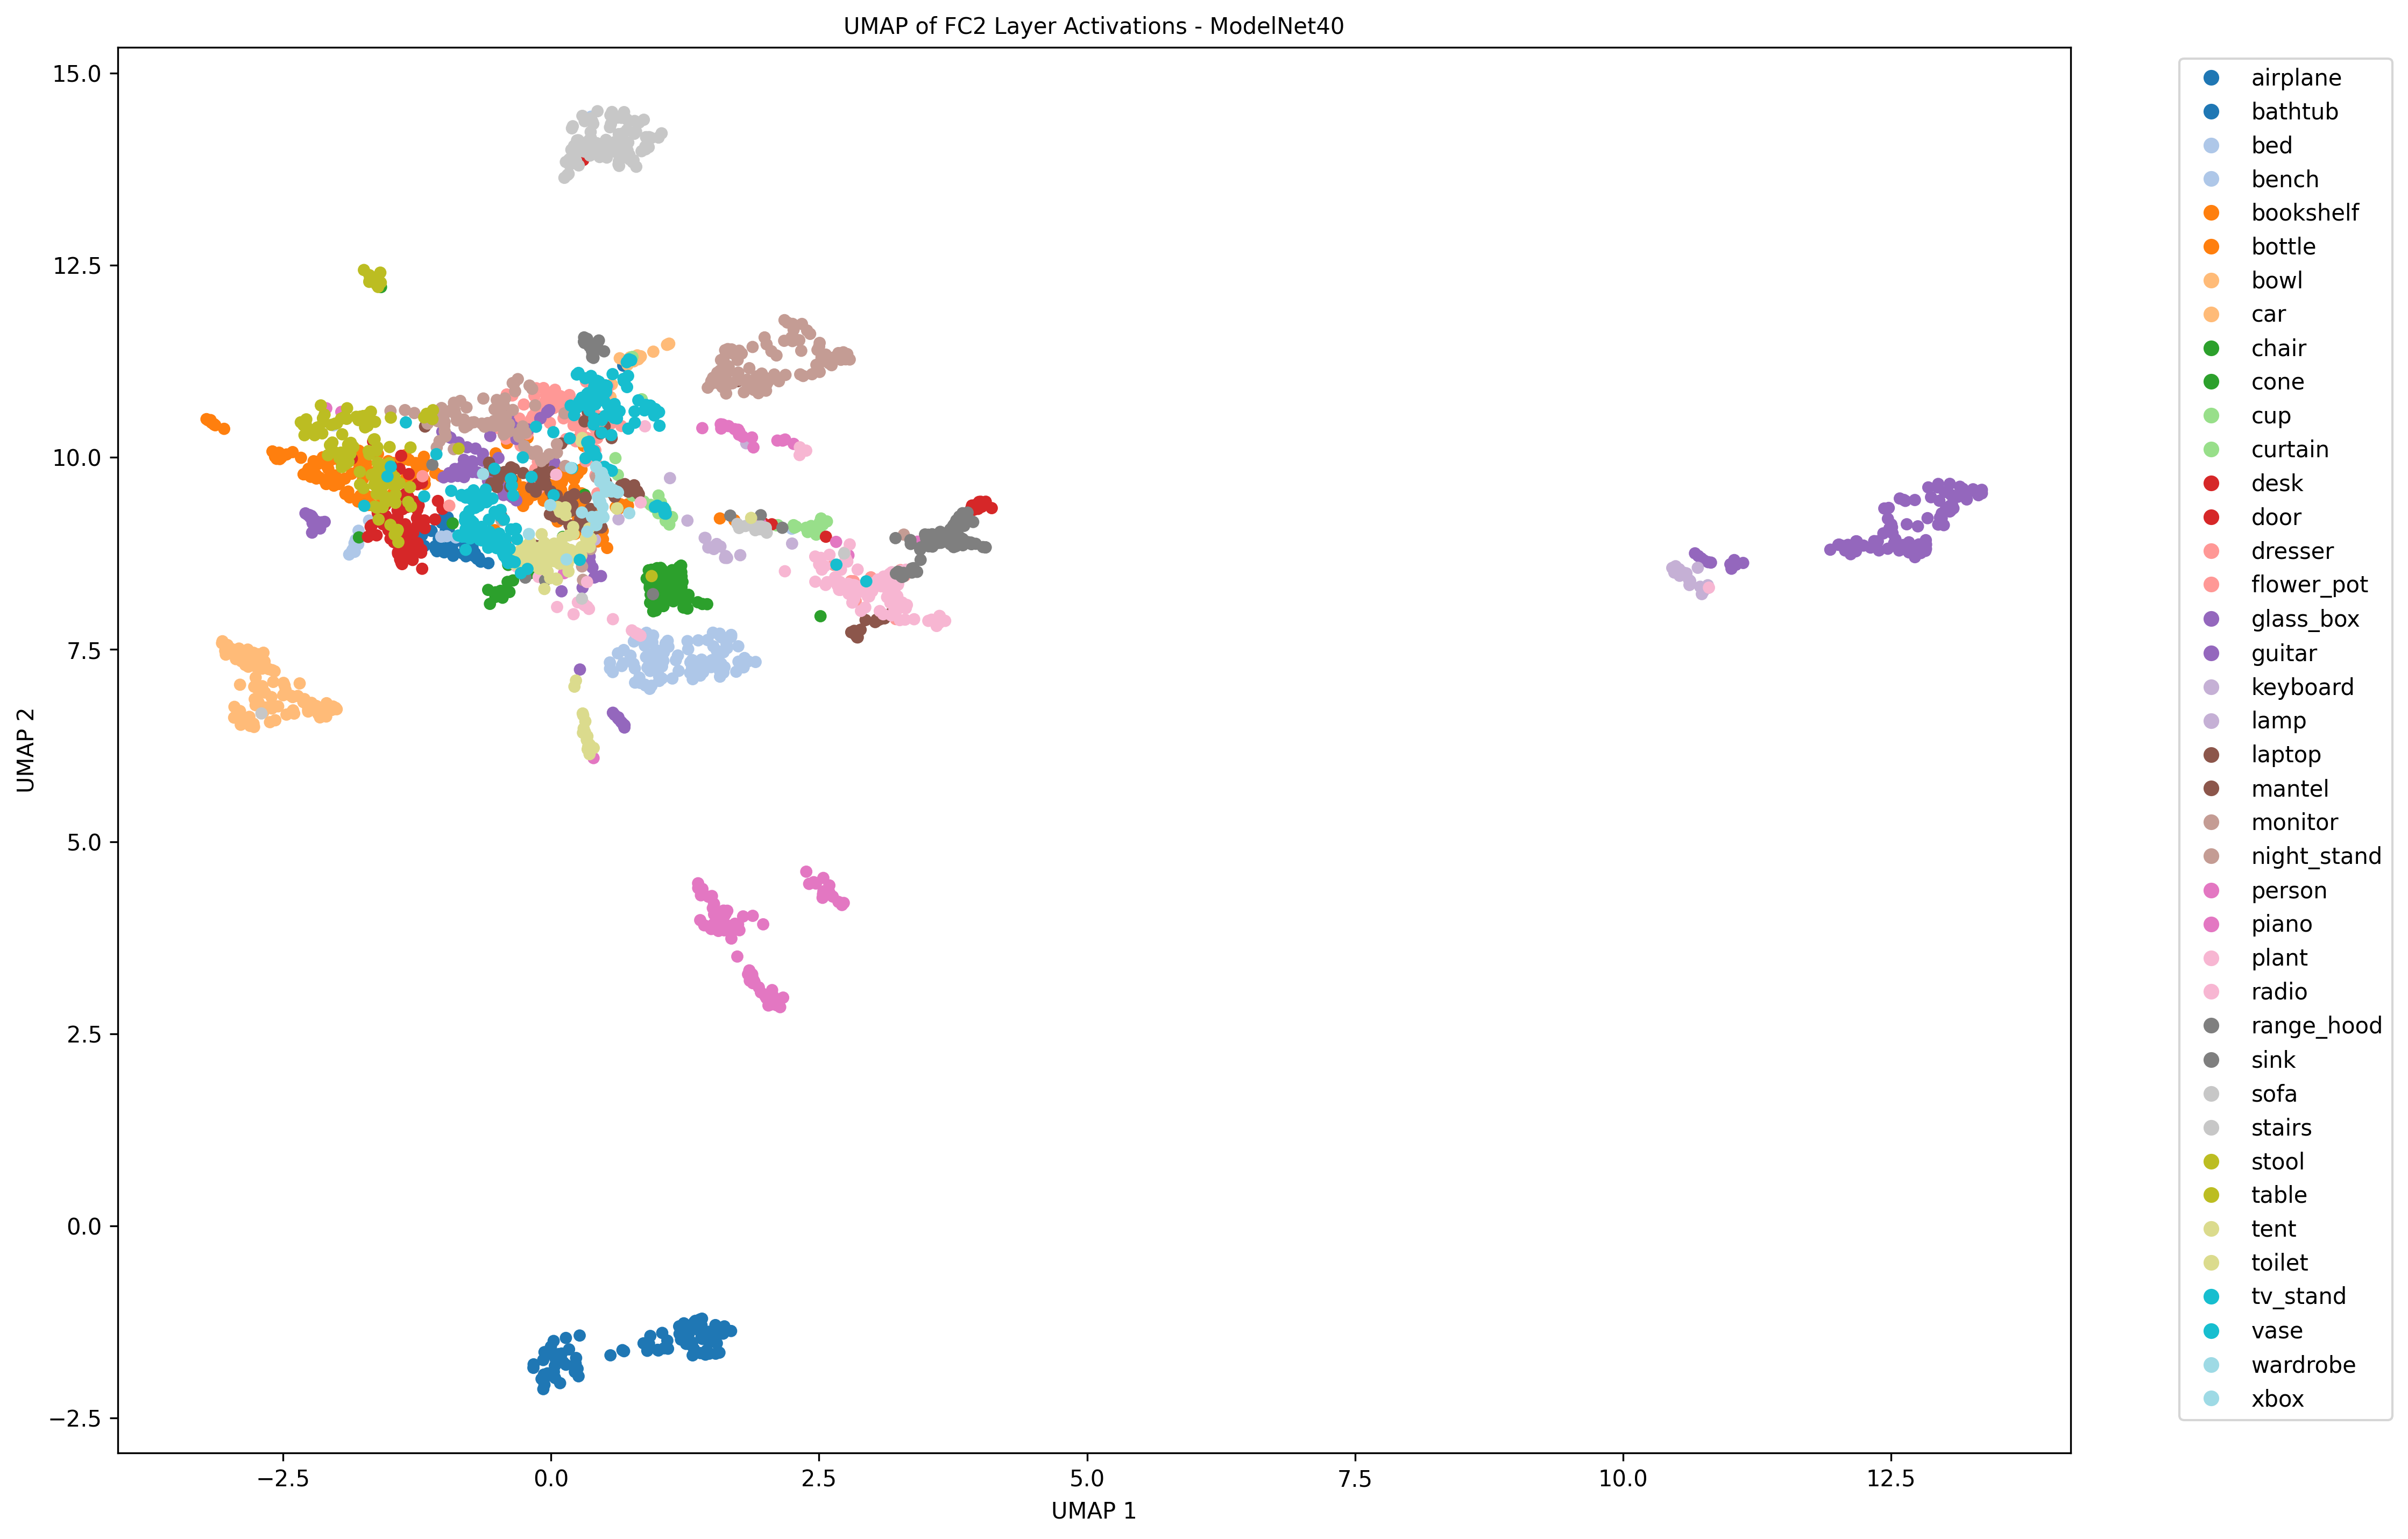 UMAP of FC2 Layer Activations - ModelNet40
15.0
12.5
10.0
7.5
5.0
2.5
0.0
−2.5
UMAP 2
−2.5
0.0
2.5
5.0
7.5
10.0
12.5
UMAP 1
airplane
bathtub
bed
bench
bookshelf
bottle
bowl
car
chair
cone
cup
curtain
desk
door
dresser
flower_pot
glass_box
guitar
keyboard
lamp
laptop
mantel
monitor
night_stand
person
piano
plant
radio
range_hood
sink
sofa
stairs
stool
table
tent
toilet
tv_stand
vase
wardrobe
xbox